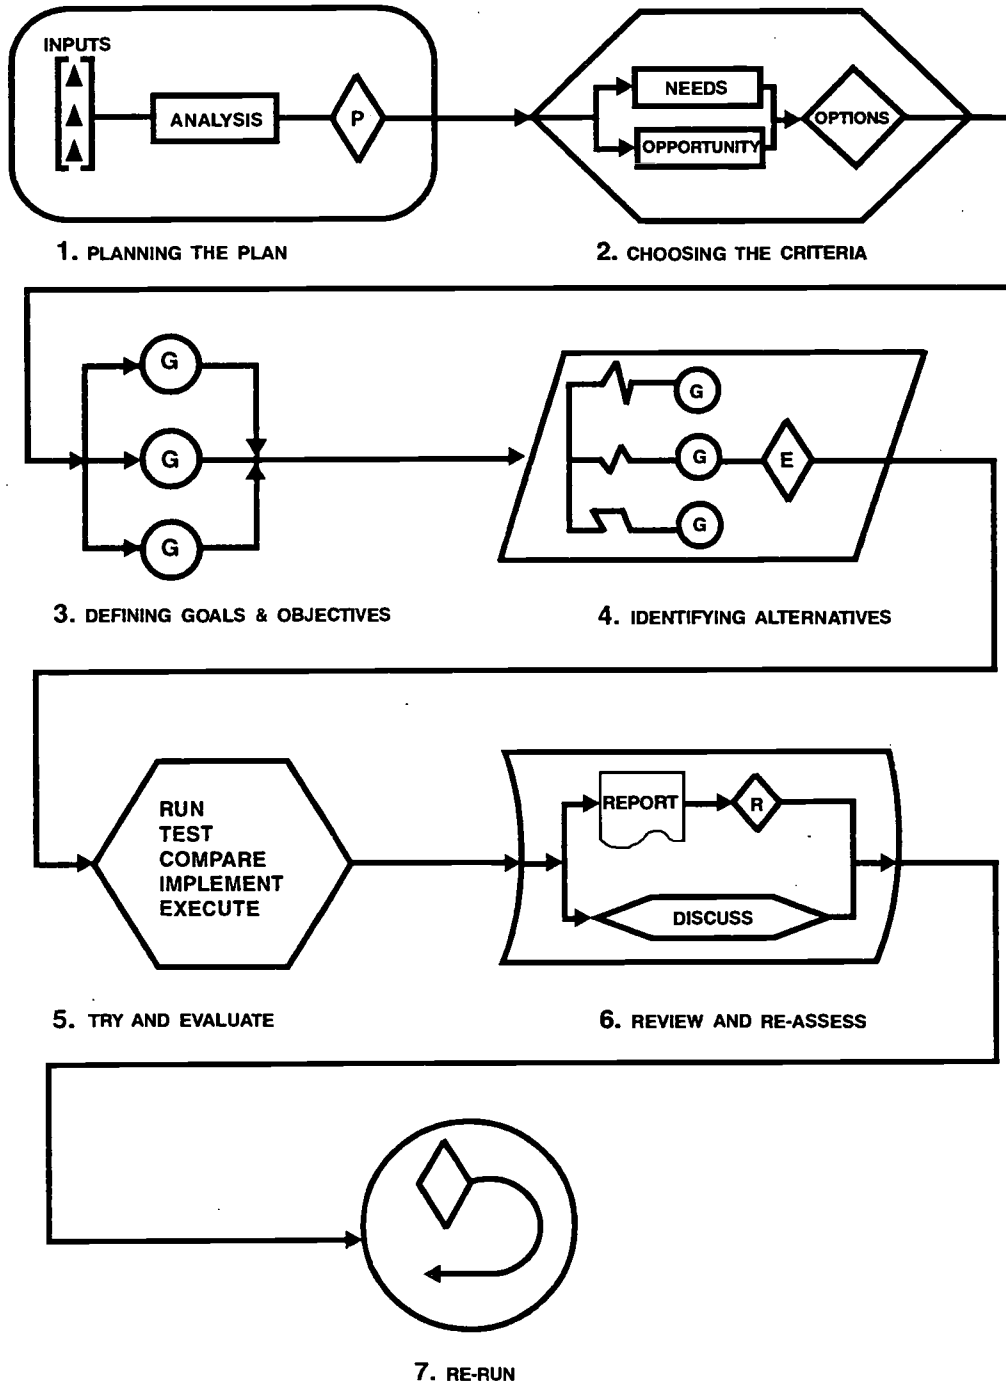 INPUTS
ANALYSIS
P
NEEDS
OPPORTUNITY
OPTIONS
1. PLANNING THE PLAN
2. CHOOSING THE CRITERIA
G
G
G
G
G
G
E
3. DEFINING GOALS & OBJECTIVES
4. IDENTIFYING ALTERNATIVES
RUN
TEST
COMPARE
IMPLEMENT
EXECUTE
REPORT
R
DISCUSS
5. TRY AND EVALUATE
6. REVIEW AND RE-ASSESS
7. RE-RUN